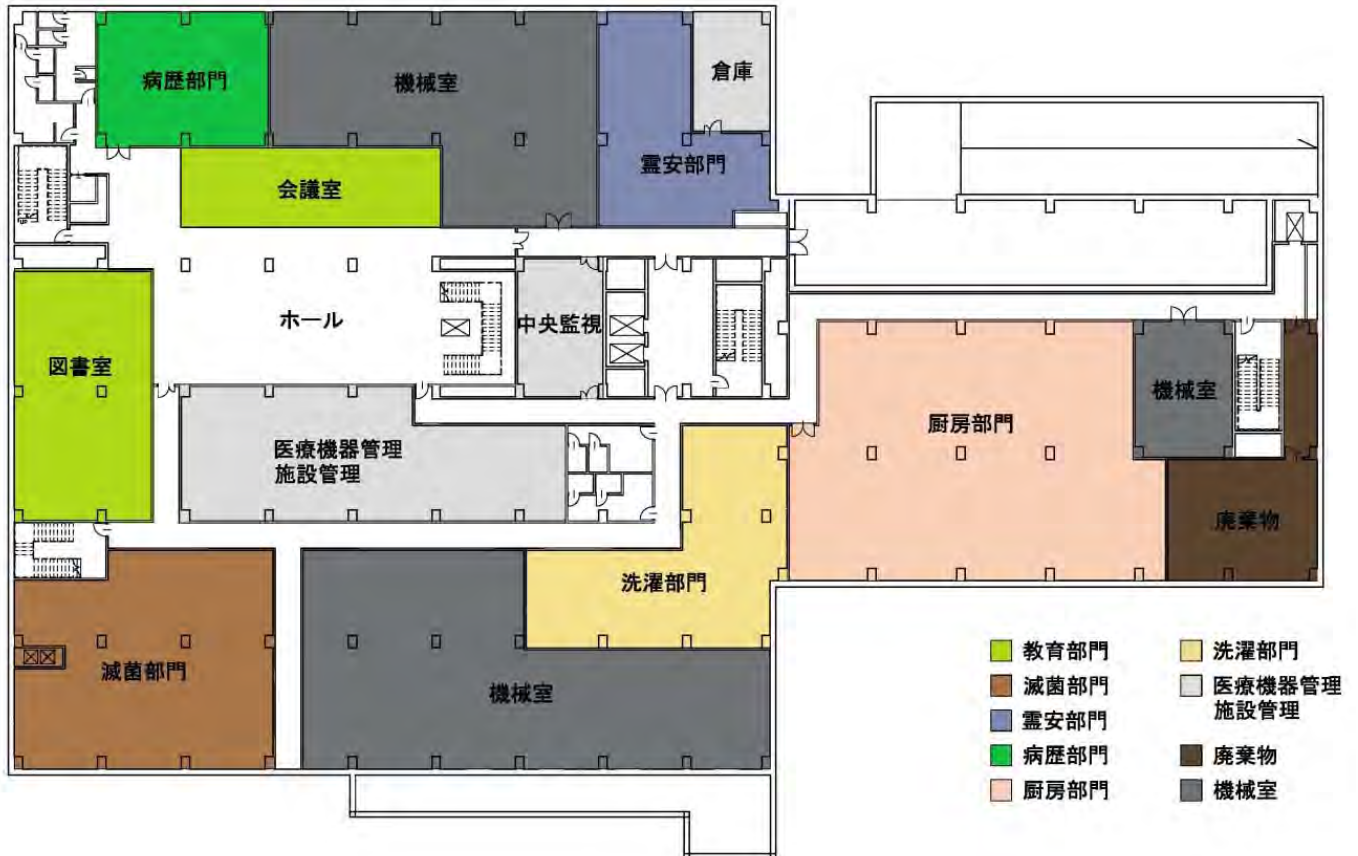 病歴部門
機械室
倉庫
霊安部門
会議室
ホール
中央監視
図書室
機械室
厨房部門
医療機器管理
施設管理
廃棄物
洗濯部門
滅菌部門
機械室
教育部門
滅菌部門
霊安部門
病歴部門
厨房部門
洗濯部門
医療機器管理
施設管理
廃棄物
機械室